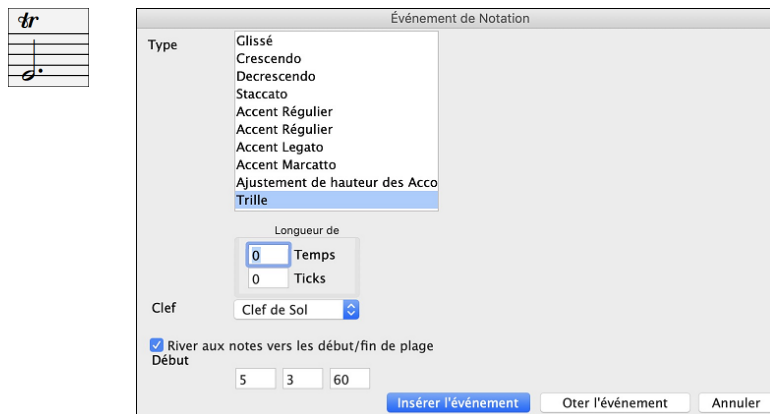 tr
Événement de Notation
Type
Glissé
Crescendo
Decrescendo
Staccato
Accent Régulier
Accent Régulier
Accent Legato
Accent Marcatto
Ajustement de hauteur des Acco
Trille
Longueur de
0 Temps
0 Ticks
Clef Clef de Sol
River aux notes vers les début/fin de plage
Début
5 3 60
Insérer l'événement Oter l'événement Annuler